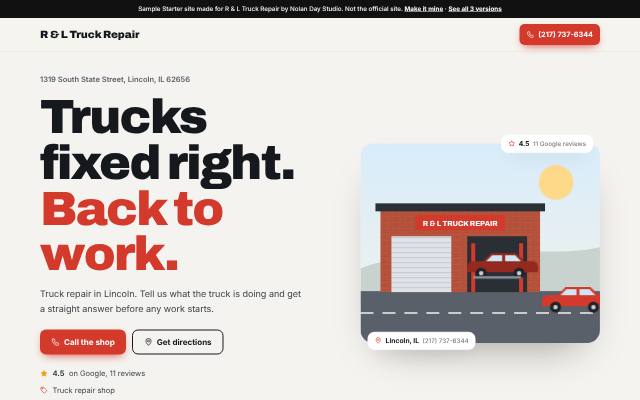 Sample Starter site made for R & L Truck Repair by Nolan Day Studio. Not the official site. Make it mine · See all 3 versions
R & L Truck Repair
(217) 737-6344
1319 South State Street, Lincoln, IL 62656
Trucks
fixed right.
Back to
work.
Truck repair in Lincoln. Tell us what the truck is doing and get
a straight answer before any work starts.
Call the shop
Get directions
4.5 on Google, 11 reviews
Truck repair shop
4.5 11 Google reviews
R & L TRUCK REPAIR
Lincoln, IL (217) 737-6344